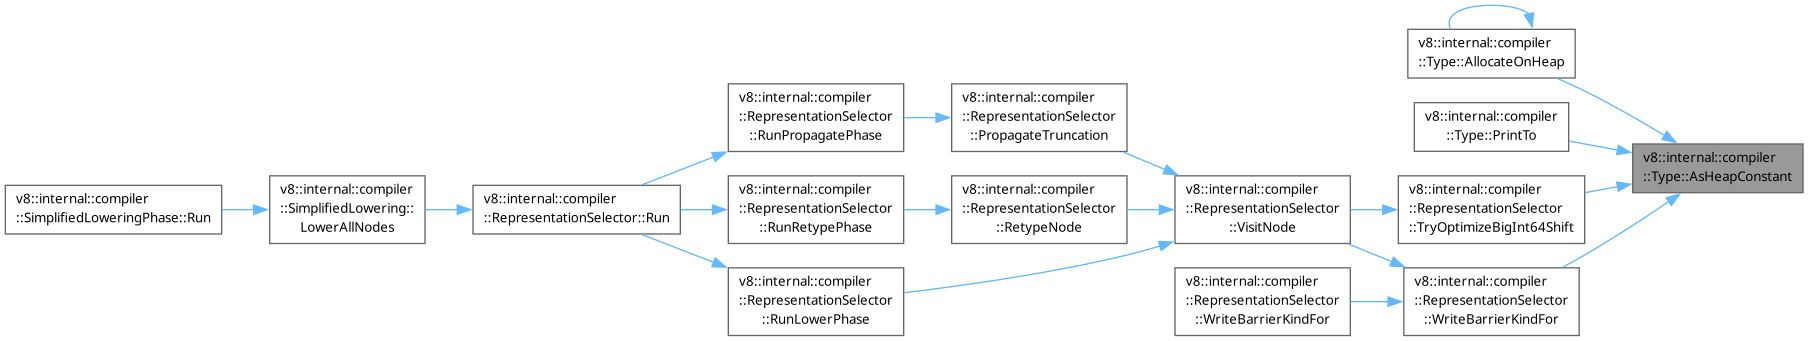 v8::internal::compiler
::SimplifiedLoweringPhase::Run
v8::internal::compiler
::SimplifiedLowering::
LowerAllNodes
v8::internal::compiler
::RepresentationSelector::Run
v8::internal::compiler
::RepresentationSelector
::RunPropagatePhase
v8::internal::compiler
::RepresentationSelector
::RunRetypePhase
v8::internal::compiler
::RepresentationSelector
::RunLowerPhase
v8::internal::compiler
::RepresentationSelector
::PropagateTruncation
v8::internal::compiler
::RepresentationSelector
::RetypeNode
v8::internal::compiler
::RepresentationSelector
::VisitNode
v8::internal::compiler
::RepresentationSelector
::WriteBarrierKindFor
v8::internal::compiler
::Type::AllocateOnHeap
v8::internal::compiler
::Type::PrintTo
v8::internal::compiler
::RepresentationSelector
::TryOptimizeBigInt64Shift
v8::internal::compiler
::RepresentationSelector
::WriteBarrierKindFor
v8::internal::compiler
::Type::AsHeapConstant